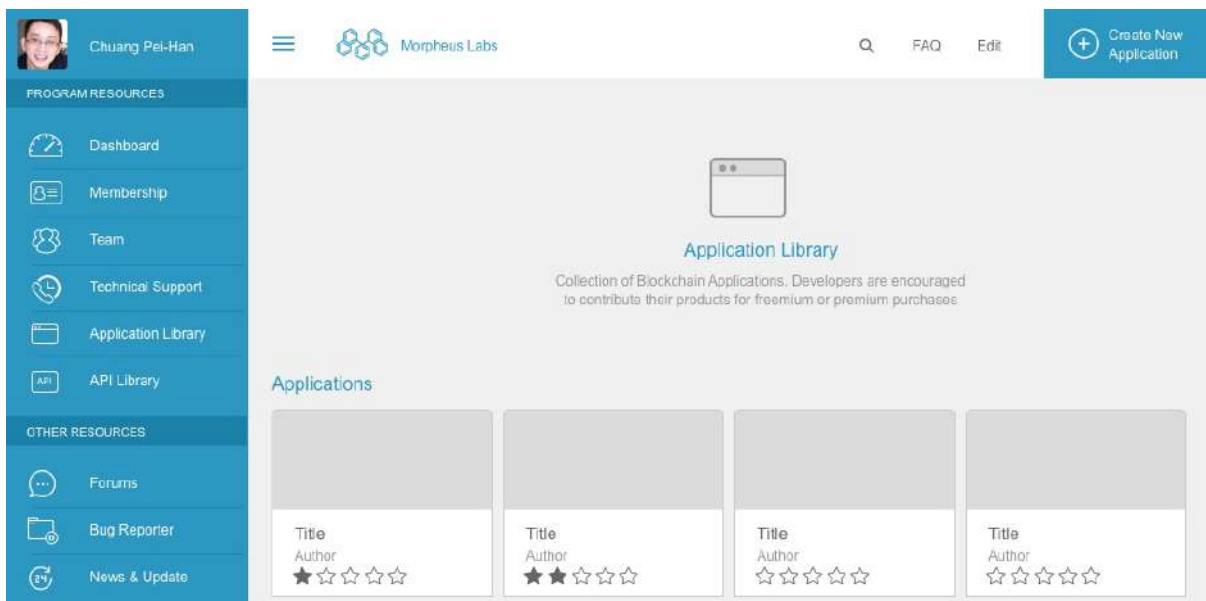 Chuang Pei-Han
Morpheus Labs
FAQ
Edit
Create New
Application
PROGRAM RESOURCES
Dashboard
Membership
Team
Technical Support
Application Library
API
API Library
OTHER RESOURCES
Forums
Bug Reporter
24
News & Update
Application Library
Collection of Blockchain Applications. Developers are encouraged
to contribute their products for freemium or premium purchases
Applications
Title
Author
Title
Author
Title
Author
Title
Author